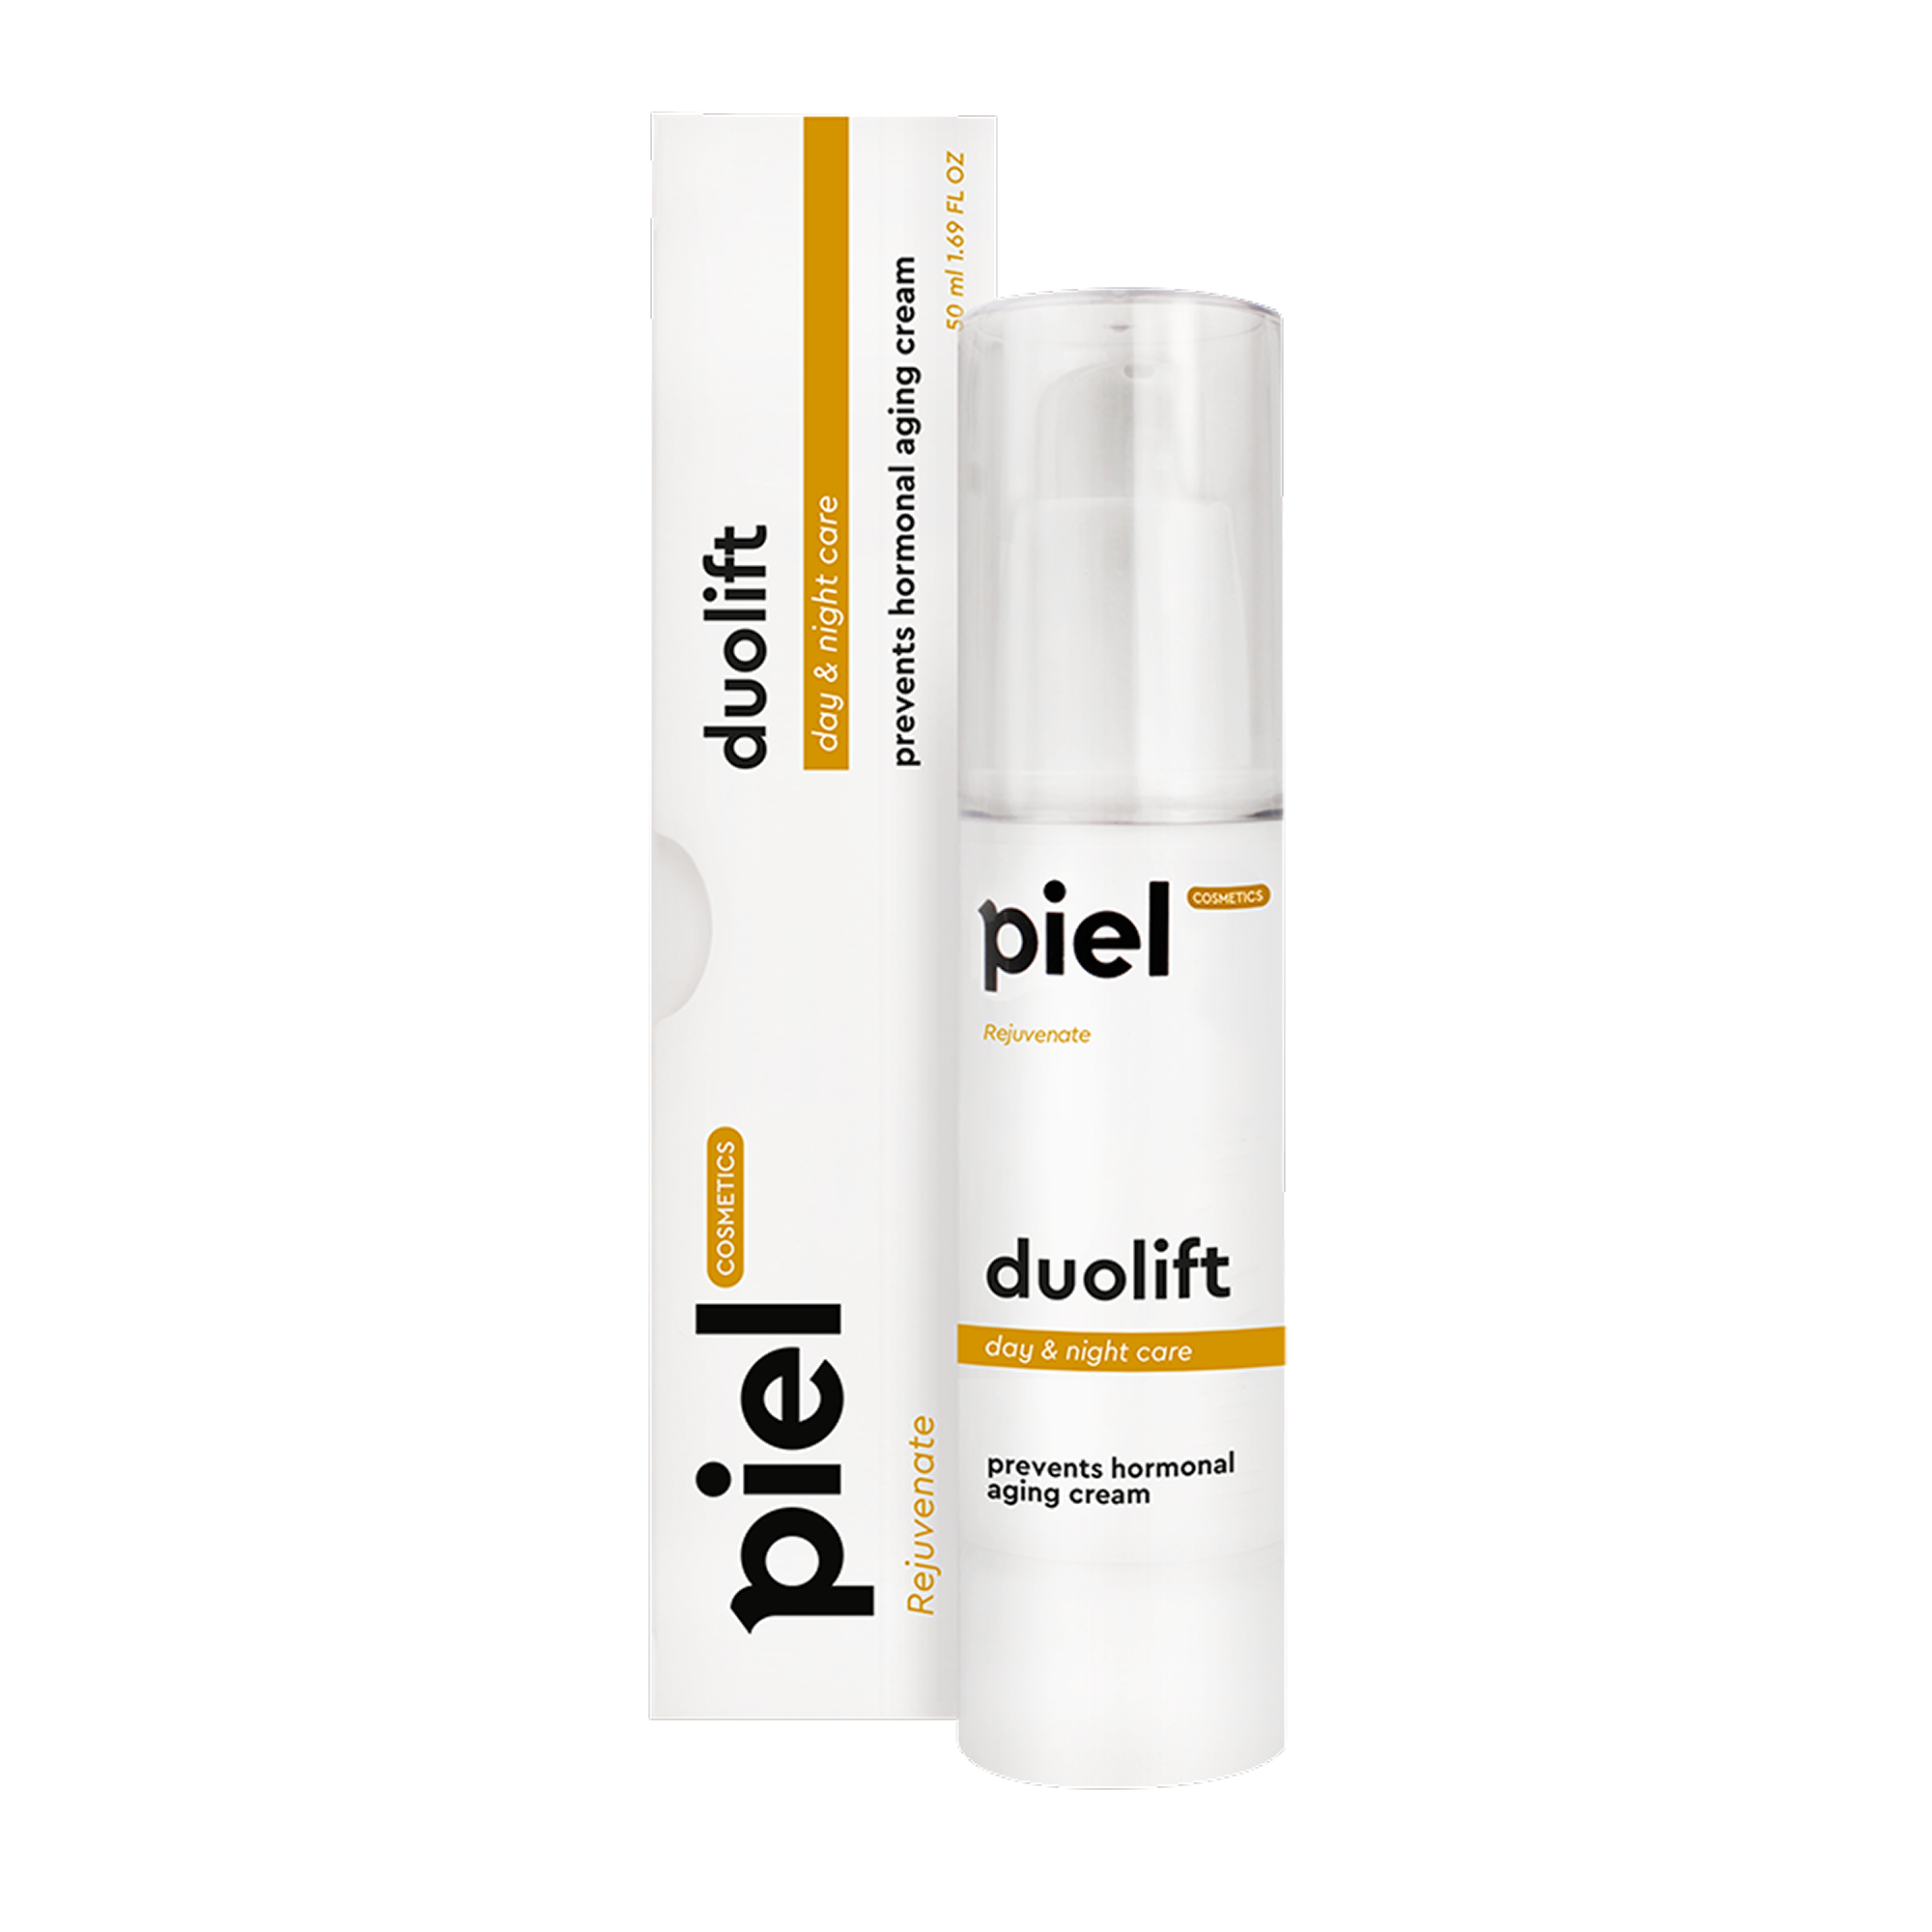 piel
COSMETICS
Rejuvenate
duolift
day & night care
prevents hormonal aging cream
50 ml 1.69 FL OZ
piel
COSMETICS
Rejuvenate
duolift
day & night care
prevents hormonal
aging cream